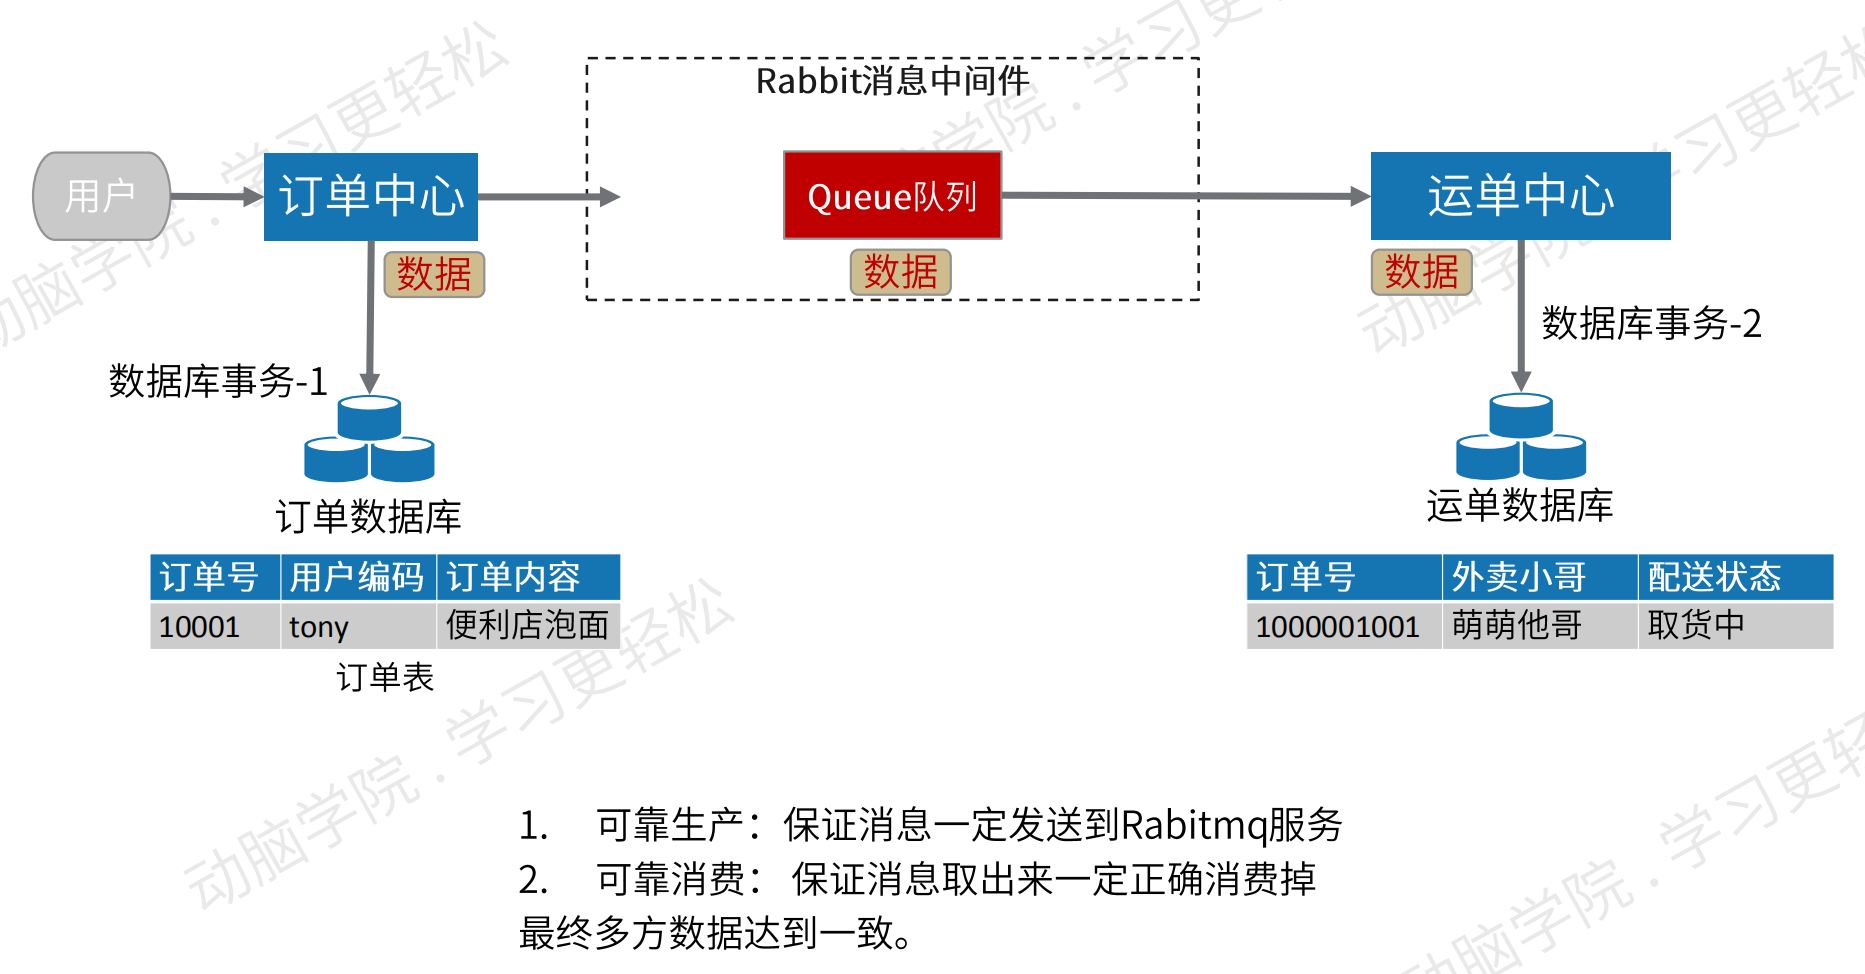 Rabbit消息中间件
用户
订单中心
Queue队列
运单中心
数据
数据
数据
数据库事务-1
数据库事务-2
订单数据库
运单数据库
订单号 用户编码 订单内容
10001 tony 便利店泡面
订单表
订单号 外卖小哥 配送状态
1000001001 萌萌他哥 取货中
1. 可靠生产：保证消息一定发送到Rabitmq服务
2. 可靠消费： 保证消息取出来一定正确消费掉
最终多方数据达到一致。
动脑学院 . 学习更轻松
动脑学院 . 学习更轻松
动脑学院 . 学习更轻松
动脑学院 . 学习更轻
学院 . 学习更